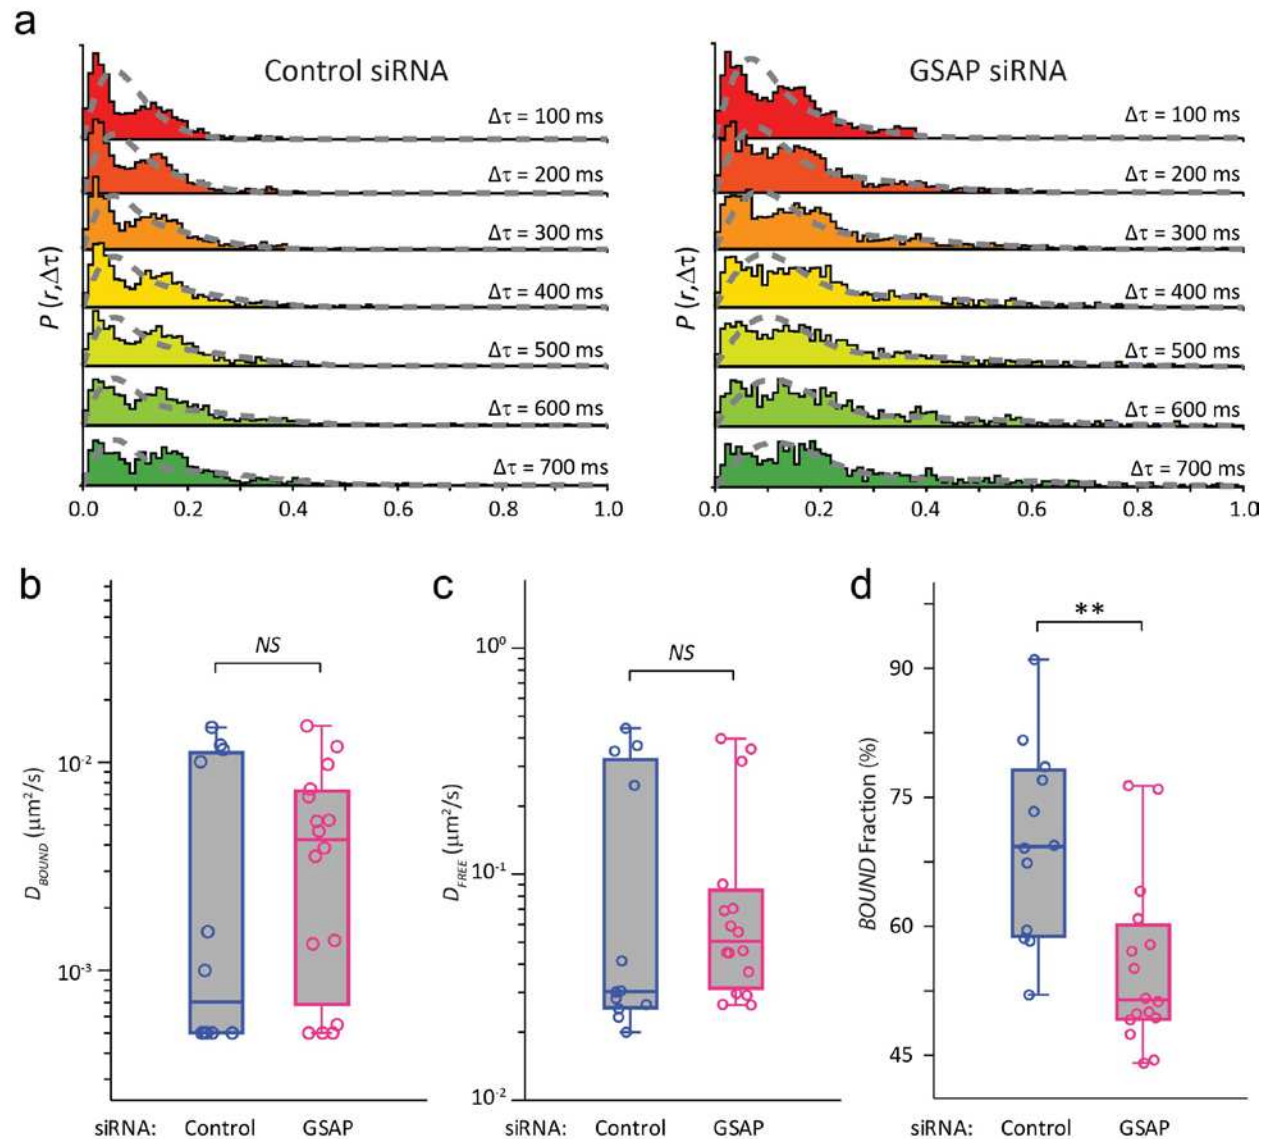 a
Control siRNA
Δτ = 100 ms
Δτ = 200 ms
Δτ = 300 ms
Δτ = 400 ms
Δτ = 500 ms
Δτ = 600 ms
Δτ = 700 ms
P (r,Δτ)
0.0 0.2 0.4 0.6 0.8 1.0
GSAP siRNA
Δτ = 100 ms
Δτ = 200 ms
Δτ = 300 ms
Δτ = 400 ms
Δτ = 500 ms
Δτ = 600 ms
Δτ = 700 ms
P (r,Δτ)
0.0 0.2 0.4 0.6 0.8 1.0
b
NS
10⁻²
10⁻³
D_BOUND (μm²/s)
siRNA: Control GSAP
c
NS
10⁰
10⁻¹
10⁻²
D_FREE (μm²/s)
siRNA: Control GSAP
d
**
90
75
60
45
BOUND Fraction (%)
siRNA: Control GSAP